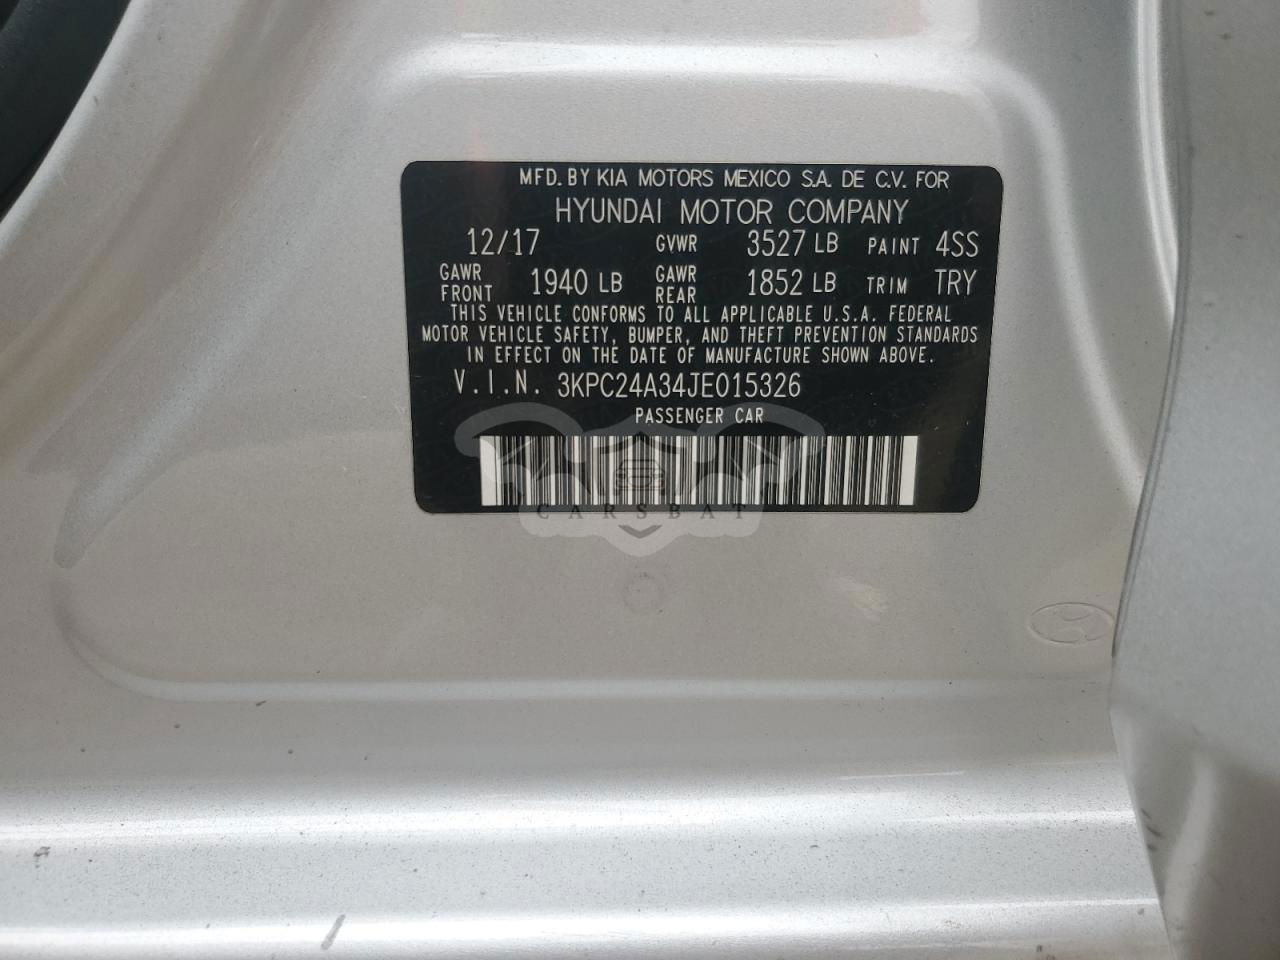 MFD. BY KIA MOTORS MEXICO S.A. DE C.V. FOR
HYUNDAI MOTOR COMPANY
12/17 GVWR 3527 LB PAINT 4SS
GAWR FRONT 1940 LB GAWR REAR 1852 LB TRIM TRY
THIS VEHICLE CONFORMS TO ALL APPLICABLE U.S.A. FEDERAL
MOTOR VEHICLE SAFETY, BUMPER, AND THEFT PREVENTION STANDARDS
IN EFFECT ON THE DATE OF MANUFACTURE SHOWN ABOVE.
V.I.N. 3KPC24A34JE015326
PASSENGER CAR
CARSBAT